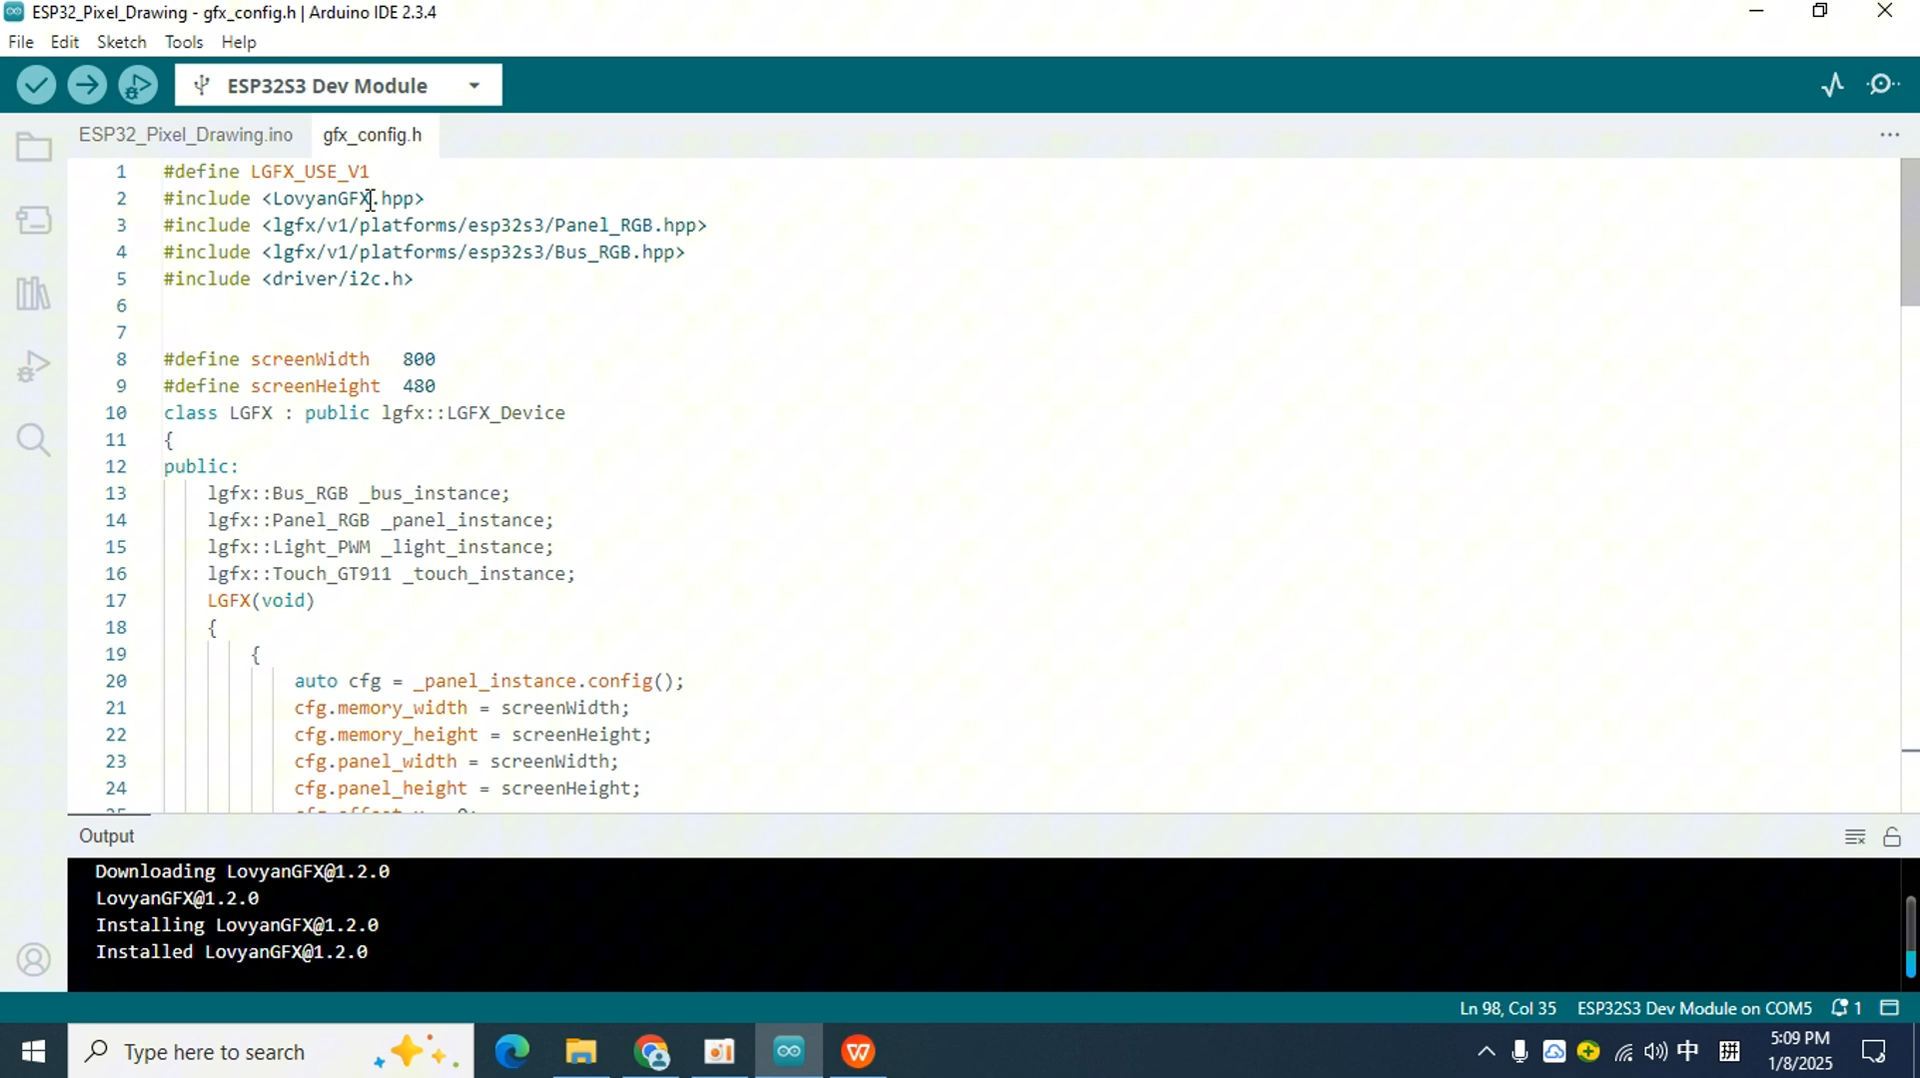 ESP32_Pixel_Drawing - gfx_config.h | Arduino IDE 2.3.4
File Edit Sketch Tools Help
ESP32S3 Dev Module
ESP32_Pixel_Drawing.ino gfx_config.h
1 #define LGFX_USE_V1
2 #include <LovyanGFX.hpp>
3 #include <lgfx/v1/platforms/esp32s3/Panel_RGB.hpp>
4 #include <lgfx/v1/platforms/esp32s3/Bus_RGB.hpp>
5 #include <driver/i2c.h>
6
7
8 #define screenWidth 800
9 #define screenHeight 480
10 class LGFX : public lgfx::LGFX_Device
11 {
12 public:
13 lgfx::Bus_RGB _bus_instance;
14 lgfx::Panel_RGB _panel_instance;
15 lgfx::Light_PWM _light_instance;
16 lgfx::Touch_GT911 _touch_instance;
17 LGFX(void)
18 {
19 {
20 auto cfg = _panel_instance.config();
21 cfg.memory_width = screenWidth;
22 cfg.memory_height = screenHeight;
23 cfg.panel_width = screenWidth;
24 cfg.panel_height = screenHeight;
Output
Downloading LovyanGFX@1.2.0
LovyanGFX@1.2.0
Installing LovyanGFX@1.2.0
Installed LovyanGFX@1.2.0
Ln 98, Col 35 ESP32S3 Dev Module on COM5 1
Type here to search
中 拼
5:09 PM
1/8/2025